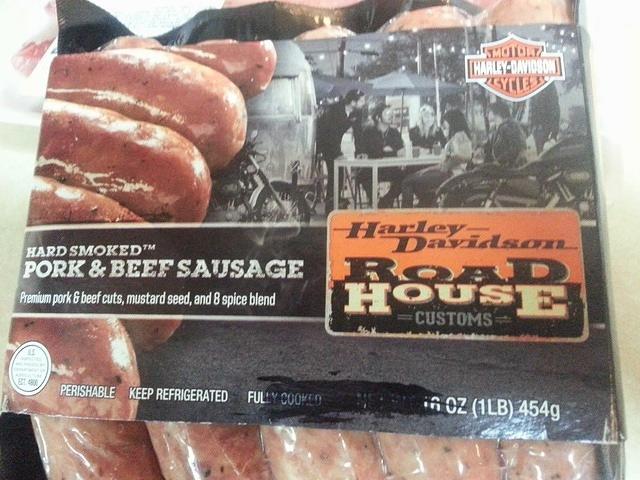 MOTOR
HARLEY-DAVIDSON
CYCLES
Harley-
Davidson
ROAD
HOUSE
CUSTOMS
HARD SMOKED™
PORK & BEEF SAUSAGE
Premium pork & beef cuts, mustard seed, and 8 spice blend
U.S.
EST.
PERISHABLE KEEP REFRIGERATED FULLY COOKED 16 OZ (1LB) 454g